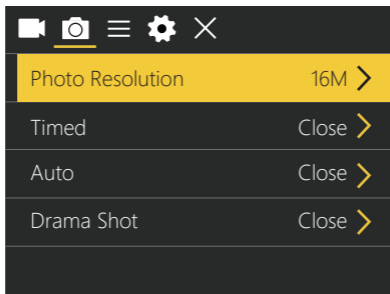 Photo Resolution 16M
Timed Close
Auto Close
Drama Shot Close